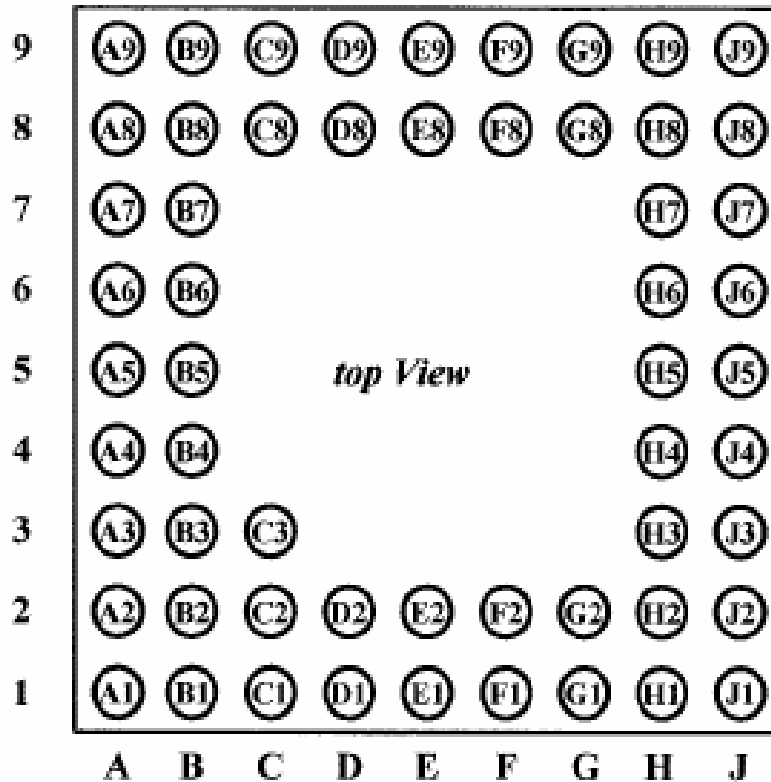 9 A9 B9 C9 D9 E9 F9 G9 H9 J9
8 A8 B8 C8 D8 E8 F8 G8 H8 J8
7 A7 B7 H7 J7
6 A6 B6 H6 J6
5 A5 B5 top View H5 J5
4 A4 B4 H4 J4
3 A3 B3 C3 H3 J3
2 A2 B2 C2 D2 E2 F2 G2 H2 J2
1 A1 B1 C1 D1 E1 F1 G1 H1 J1
A B C D E F G H J